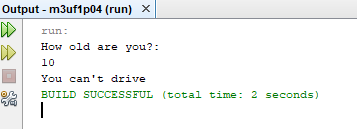 Output - m3uf1p04 (run)
run:
How old are you?:
10
You can't drive
BUILD SUCCESSFUL (total time: 2 seconds)